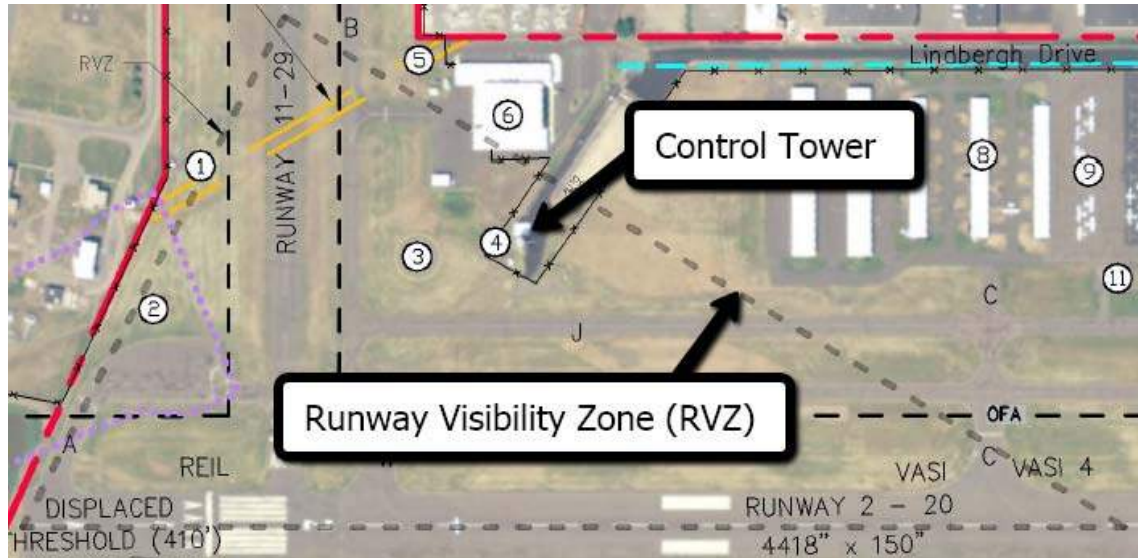 B
5
Lindbergh Drive
RVZ
RUNWAY 11-29
6
Control Tower
8
9
1
4
3
11
2
C
J
Runway Visibility Zone (RVZ)
OFA
A
REIL
C
VASI
VASI 4
DISPLACED
RUNWAY 2 - 20
HRESHOLD (410')
4418" x 150"